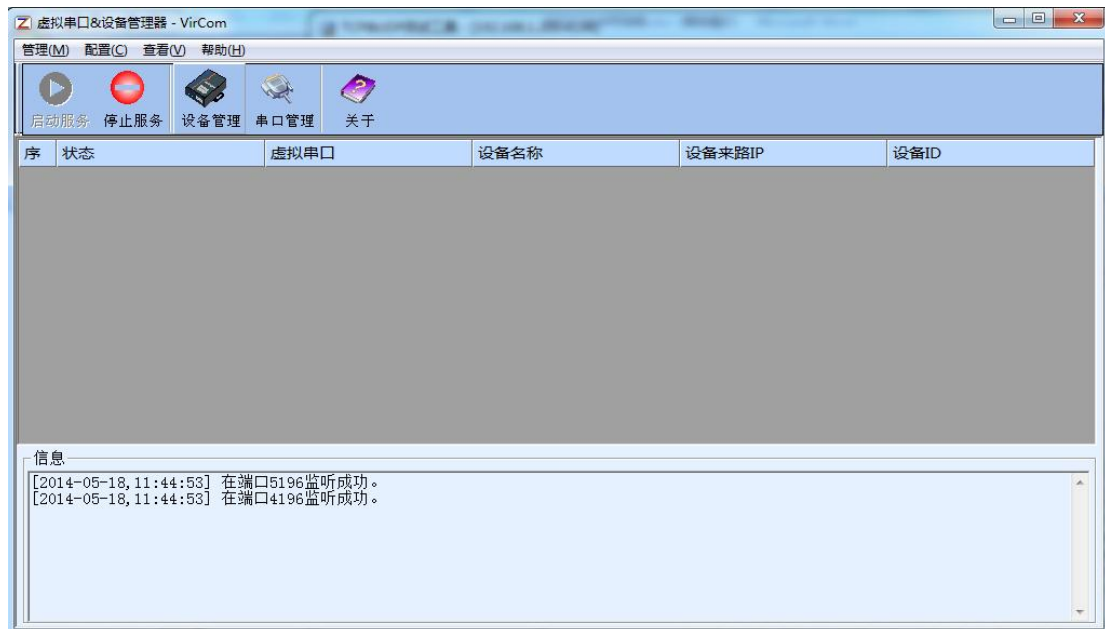 虚拟串口&设备管理器 - VirCom
管理(M) 配置(C) 查看(V) 帮助(H)
启动服务 停止服务 设备管理 串口管理 关于
序 状态 虚拟串口 设备名称 设备来路IP 设备ID
信息
[2014-05-18,11:44:53] 在端口5196监听成功。
[2014-05-18,11:44:53] 在端口4196监听成功。